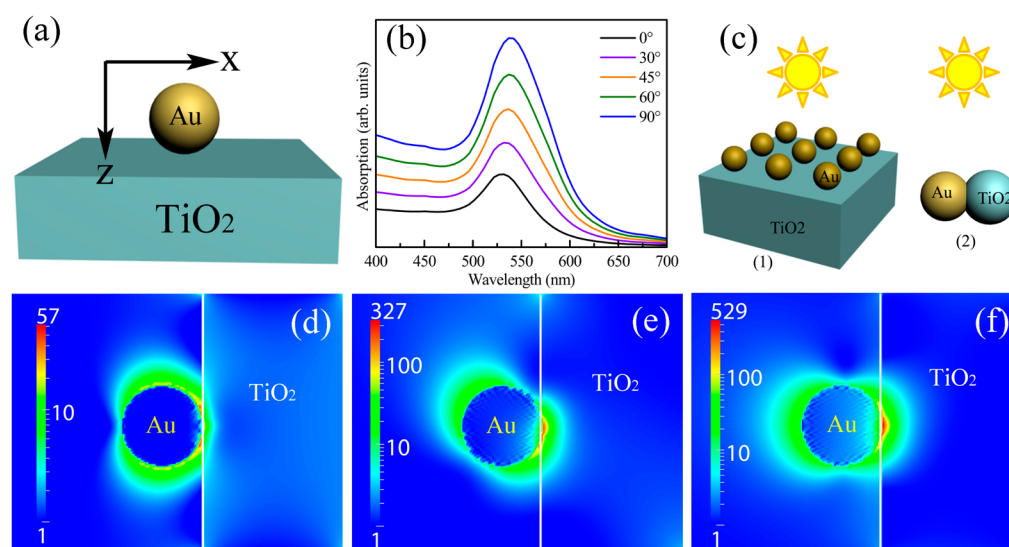 (a)
X
Au
Z
TiO2
(b)
Absorption (arb. units)
0°
30°
45°
60°
90°
400 450 500 550 600 650 700
Wavelength (nm)
(c)
Au
TiO2
(1)
Au
TiO2
(2)
57
10
1
(d)
TiO2
Au
327
100
10
1
(e)
TiO2
Au
529
100
10
1
(f)
TiO2
Au